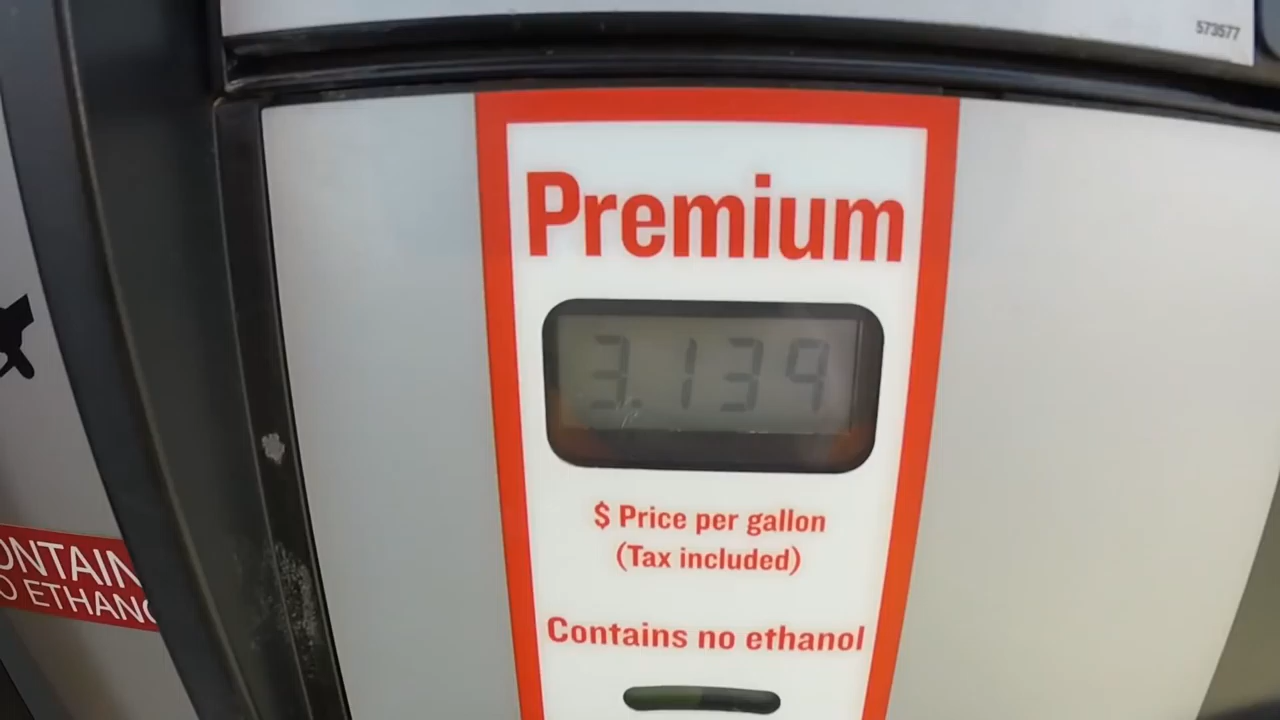 573577
Premium
3.139
$ Price per gallon
(Tax included)
Contains no ethanol